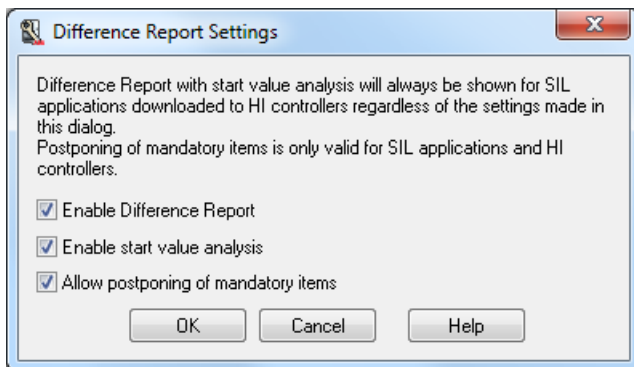 Difference Report Settings
Difference Report with start value analysis will always be shown for SIL
applications downloaded to HI controllers regardless of the settings made in
this dialog.
Postponing of mandatory items is only valid for SIL applications and HI
controllers.
Enable Difference Report
Enable start value analysis
Allow postponing of mandatory items
OK Cancel Help